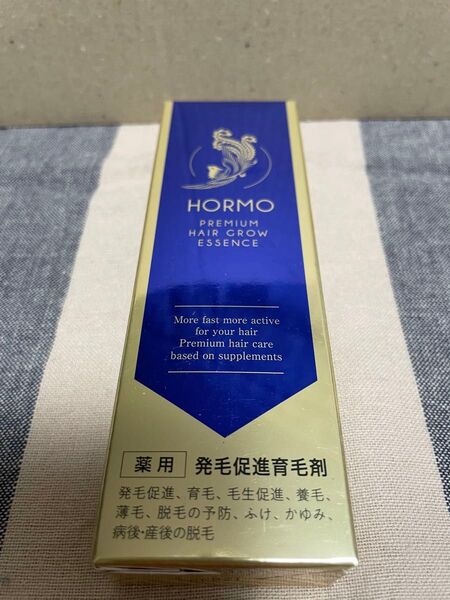 HORMO
PREMIUM
HAIR GROW
ESSENCE
More fast more active
for your hair
Premium hair care
based on supplements
薬用 発毛促進育毛剤
発毛促進、育毛、毛生促進、養毛、
薄毛、脱毛の予防、ふけ、かゆみ、
病後・産後の脱毛